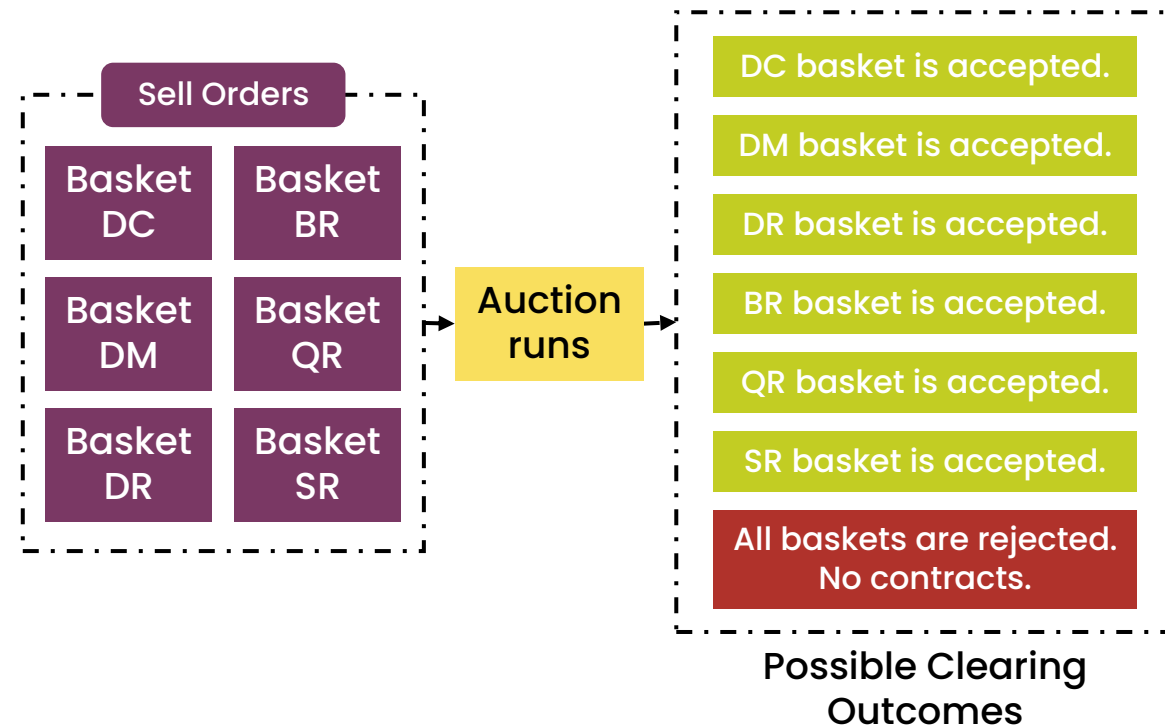 Sell Orders
Basket
DC
Basket
BR
Basket
DM
Basket
QR
Basket
DR
Basket
SR
Auction
runs
DC basket is accepted.
DM basket is accepted.
DR basket is accepted.
BR basket is accepted.
QR basket is accepted.
SR basket is accepted.
All baskets are rejected.
No contracts.
Possible Clearing
Outcomes